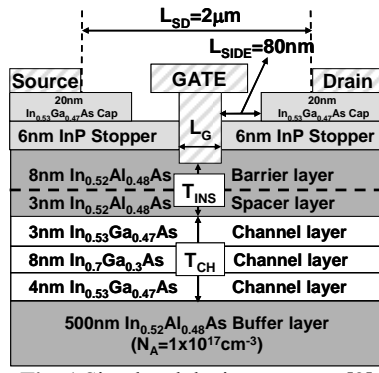 L_SD=2μm
L_SIDE=80nm
Source GATE Drain
20nm In0.53Ga0.47As Cap 20nm In0.53Ga0.47As Cap
6nm InP Stopper L_G 6nm InP Stopper
8nm In0.52Al0.48As Barrier layer
T_INS
3nm In0.52Al0.48As Spacer layer
3nm In0.53Ga0.47As Channel layer
8nm In0.7Ga0.3As T_CH Channel layer
4nm In0.53Ga0.47As Channel layer
500nm In0.52Al0.48As Buffer layer
(N_A=1x10^17cm-3)